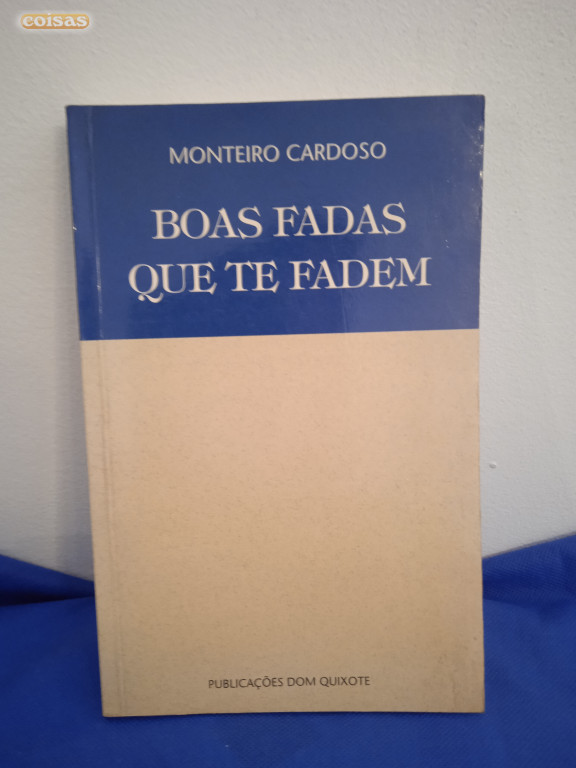 coisas
MONTEIRO CARDOSO
BOAS FADAS
QUE TE FADEM
PUBLICAÇÕES DOM QUIXOTE